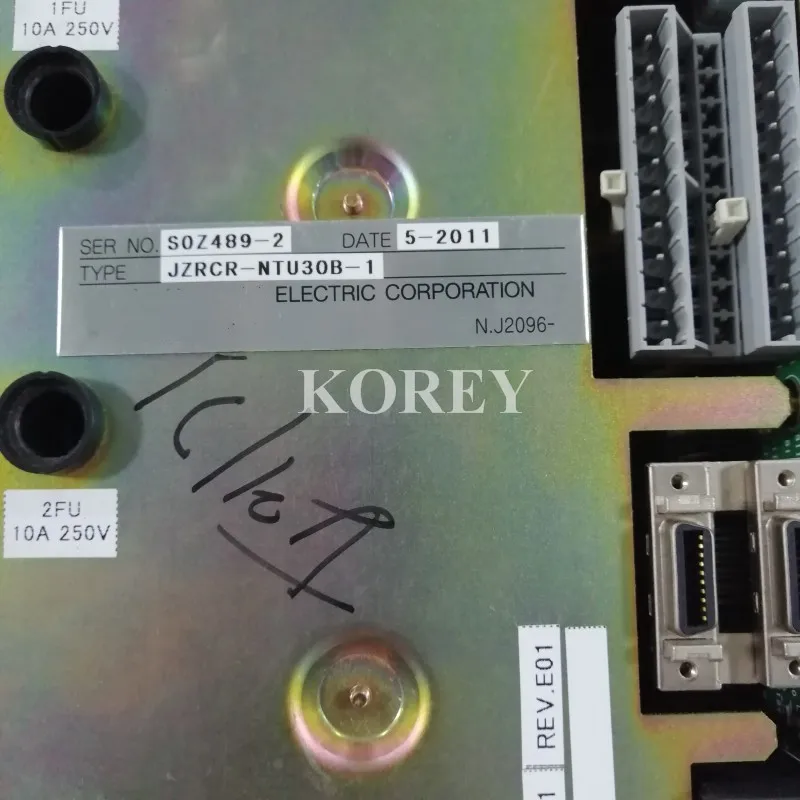 1FU
10A 250V
SER NO. S0Z489-2 DATE 5-2011
TYPE JZRCR-NTU30B-1
ELECTRIC CORPORATION
N.J2096-
KOREY
2FU
10A 250V
REV.E01
1